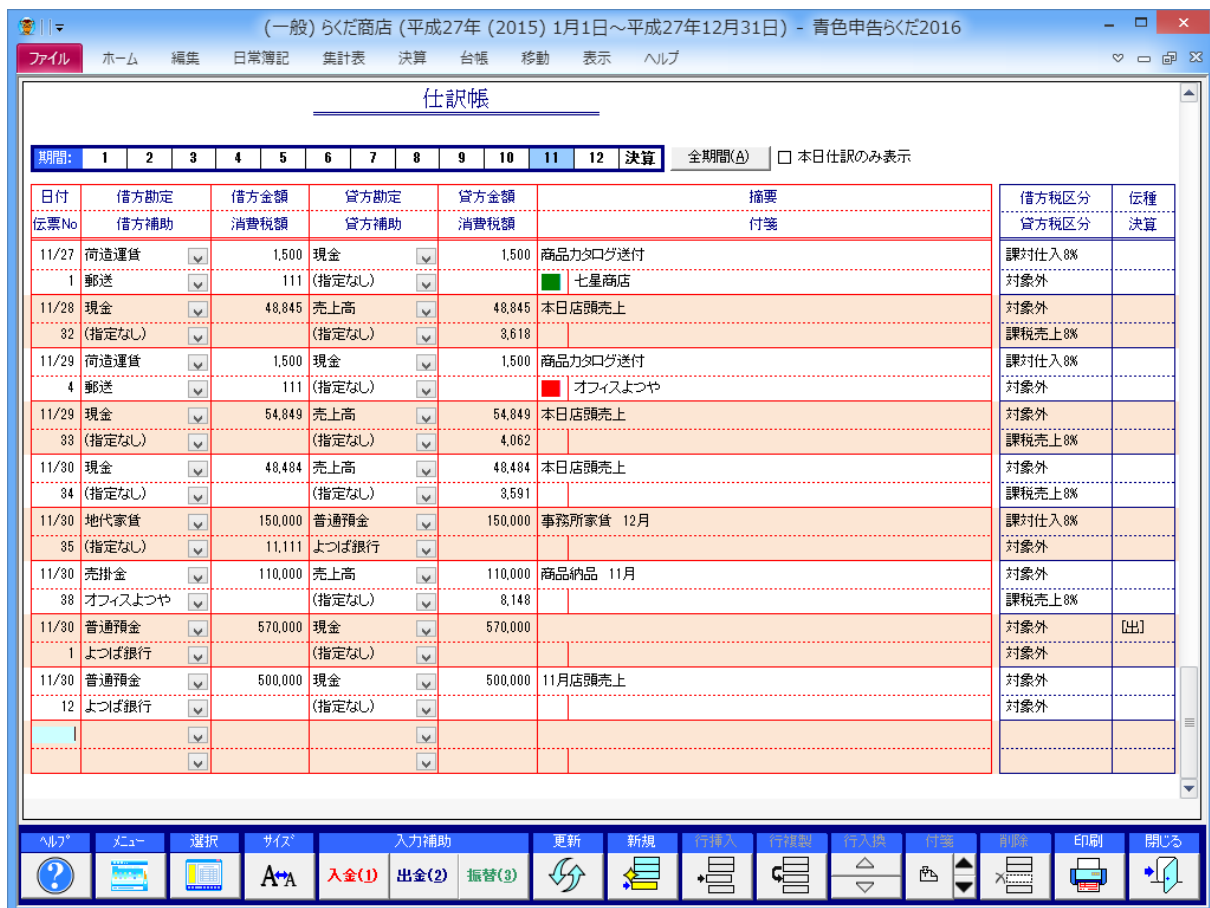 (一般) らくだ商店 (平成27年 (2015) 1月1日～平成27年12月31日) - 青色申告らくだ2016
ファイル ホーム 編集 日常簿記 集計表 決算 台帳 移動 表示 ヘルプ
仕訳帳
期間: 1 2 3 4 5 6 7 8 9 10 11 12 決算 全期間(A) 本日仕訳のみ表示
日付 借方勘定 借方金額 貸方勘定 貸方金額 摘要 借方税区分 伝種
伝票No 借方補助 消費税額 貸方補助 消費税額 付箋 貸方税区分 決算
11/27 荷造運賃 1,500 現金 1,500 商品カタログ送付 課対仕入8%
1 郵送 111 (指定なし) 七星商店 対象外
11/28 現金 48,845 売上高 48,845 本日店頭売上 対象外
32 (指定なし) (指定なし) 3,618 課税売上8%
11/29 荷造運賃 1,500 現金 1,500 商品カタログ送付 課対仕入8%
4 郵送 111 (指定なし) オフィスよつや 対象外
11/29 現金 54,849 売上高 54,849 本日店頭売上 対象外
33 (指定なし) (指定なし) 4,062 課税売上8%
11/30 現金 48,484 売上高 48,484 本日店頭売上 対象外
34 (指定なし) (指定なし) 3,591 課税売上8%
11/30 地代家賃 150,000 普通預金 150,000 事務所家賃 12月 課対仕入8%
35 (指定なし) 11,111 よつば銀行 対象外
11/30 売掛金 110,000 売上高 110,000 商品納品 11月 対象外
38 オフィスよつや (指定なし) 8,148 課税売上8%
11/30 普通預金 570,000 現金 570,000 対象外 [出]
1 よつば銀行 (指定なし) 対象外
11/30 普通預金 500,000 現金 500,000 11月店頭売上 対象外
12 よつば銀行 (指定なし) 対象外
ヘルプ メニュー 選択 サイズ 入力補助 更新 新規 行挿入 行複製 行入換 付箋 削除 印刷 閉じる
A↔A 入金(1) 出金(2) 振替(3)